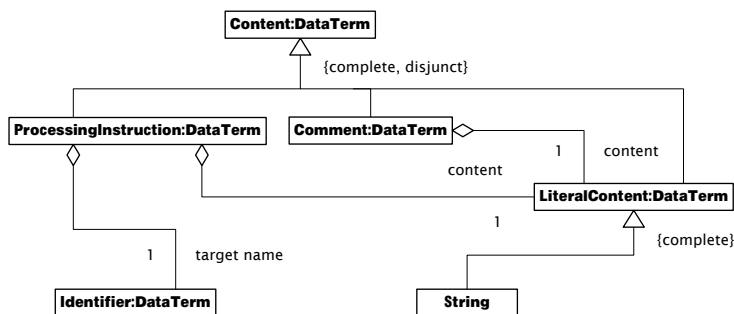 Content:DataTerm
{complete, disjunct}
ProcessingInstruction:DataTerm
Comment:DataTerm
1
content
content
LiteralContent:DataTerm
1
{complete}
1
target name
Identifier:DataTerm
String